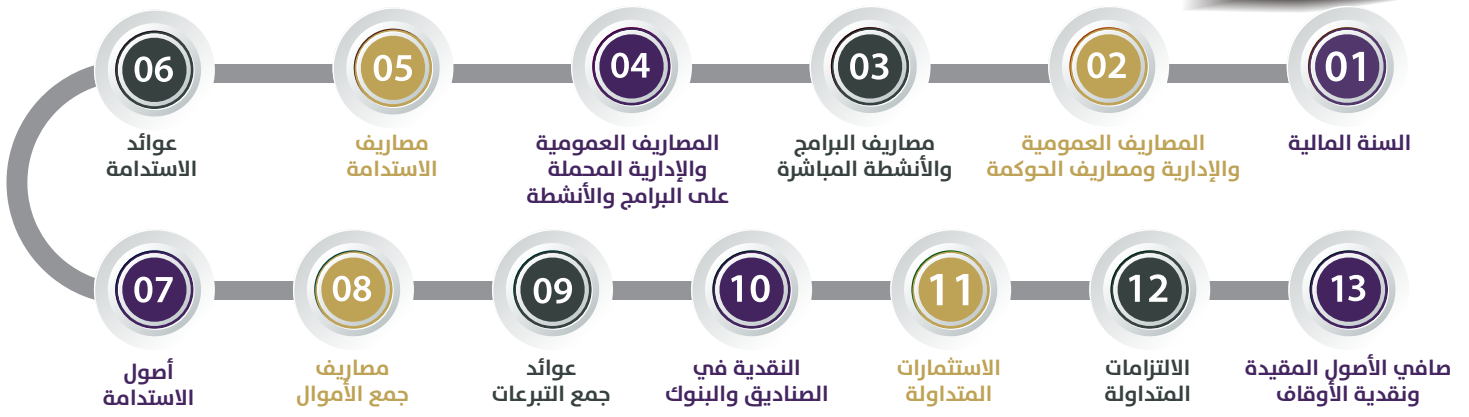 01
السنة المالية
02
المصاريف العمومية
والإدارية ومصاريف الحوكمة
03
مصاريف البرامج
والأنشطة المباشرة
04
المصاريف العمومية
والإدارية المحملة
على البرامج والأنشطة
05
مصاريف
الاستدامة
06
عوائد
الاستدامة
07
أصول
الاستدامة
08
مصاريف
جمع الأموال
09
عوائد
جمع التبرعات
10
النقدية في
الصناديق والبنوك
11
الاستثمارات
المتداولة
12
الالتزامات
المتداولة
13
صافي الأصول المقيدة
ونقدية الأوقاف